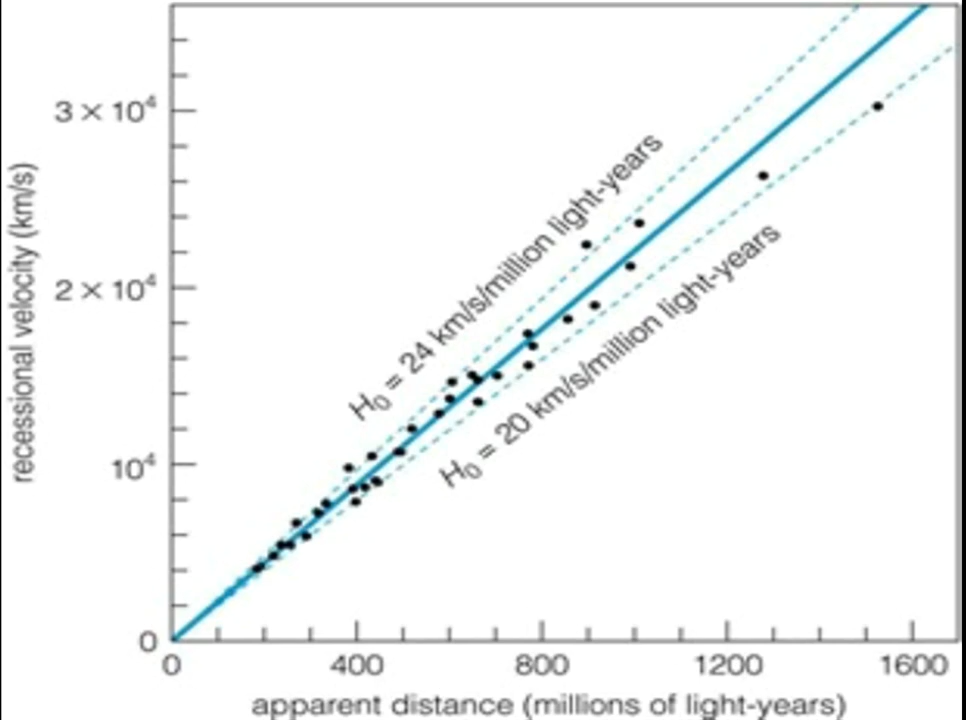 recessional velocity (km/s)
3 × 10⁴
2 × 10⁴
10⁴
0
H₀ = 24 km/s/million light-years
H₀ = 20 km/s/million light-years
0 400 800 1200 1600
apparent distance (millions of light-years)